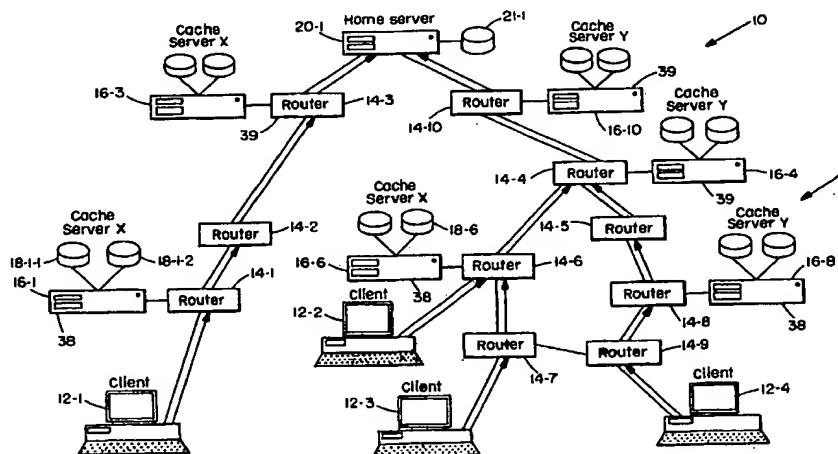 Home server
20-1
21-1
10
Cache
Server X
16-3
Router
14-3
39
Cache
Server Y
39
Router
14-10
16-10
Cache
Server Y
14-4
Router
16-4
39
Cache
Server X
18-6
Router
14-2
14-5
Router
Cache
Server Y
Cache
Server X
18-1-1
18-1-2
16-1
Router
14-1
38
16-6
Router
14-6
38
16-8
Router
14-8
38
Client
12-2
Router
14-7
Router
14-9
Client
12-1
Client
12-3
Client
12-4